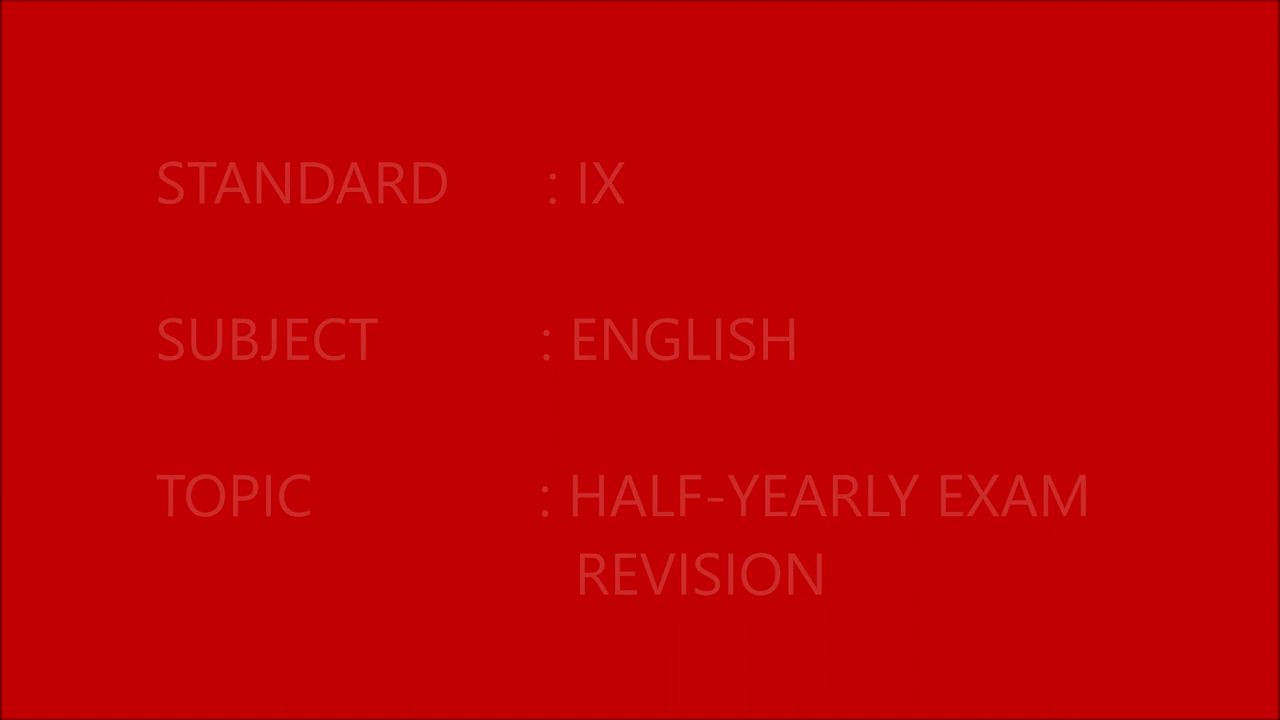 STANDARD : IX
SUBJECT : ENGLISH
TOPIC : HALF-YEARLY EXAM
REVISION